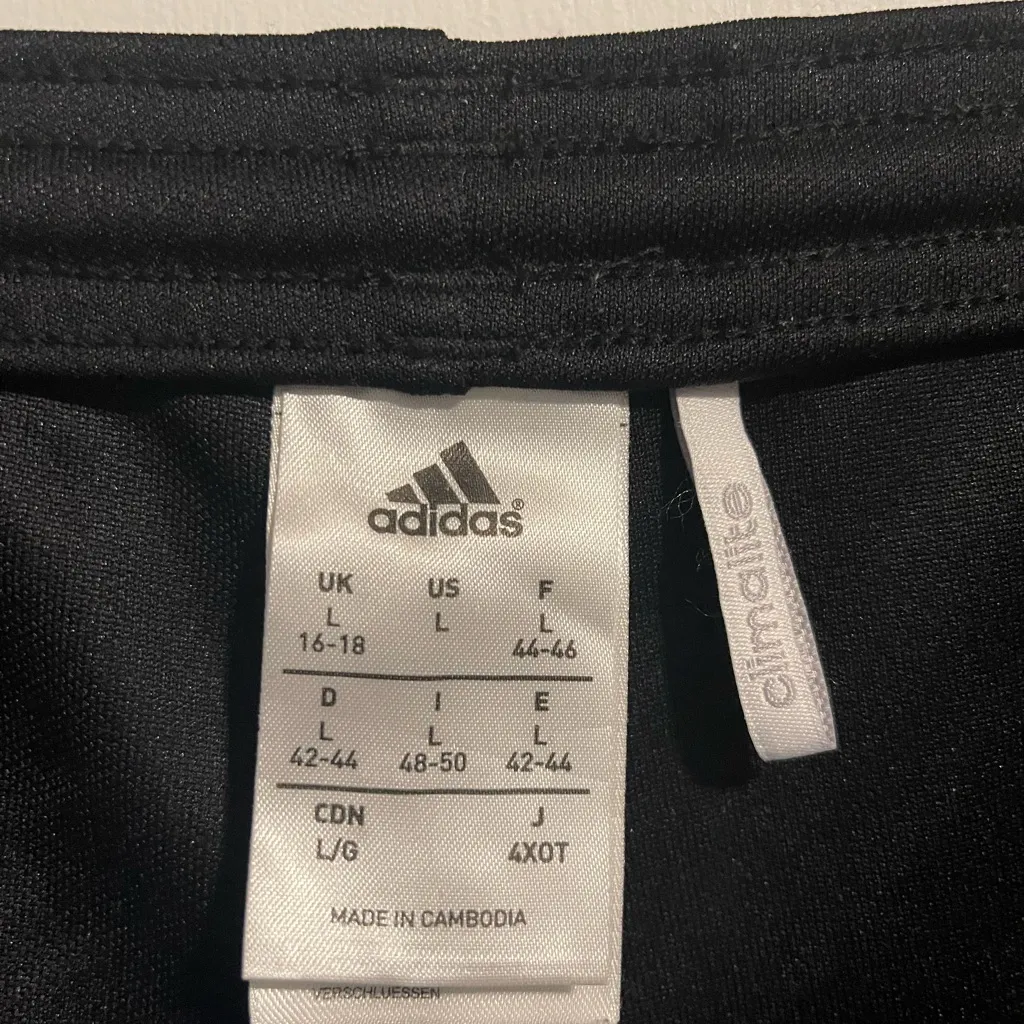 adidas®
UK US F
L L L
16-18 44-46
D I E
L L L
42-44 48-50 42-44
CDN J
L/G 4XOT
MADE IN CAMBODIA
VERSCHLUESSEN
climalite